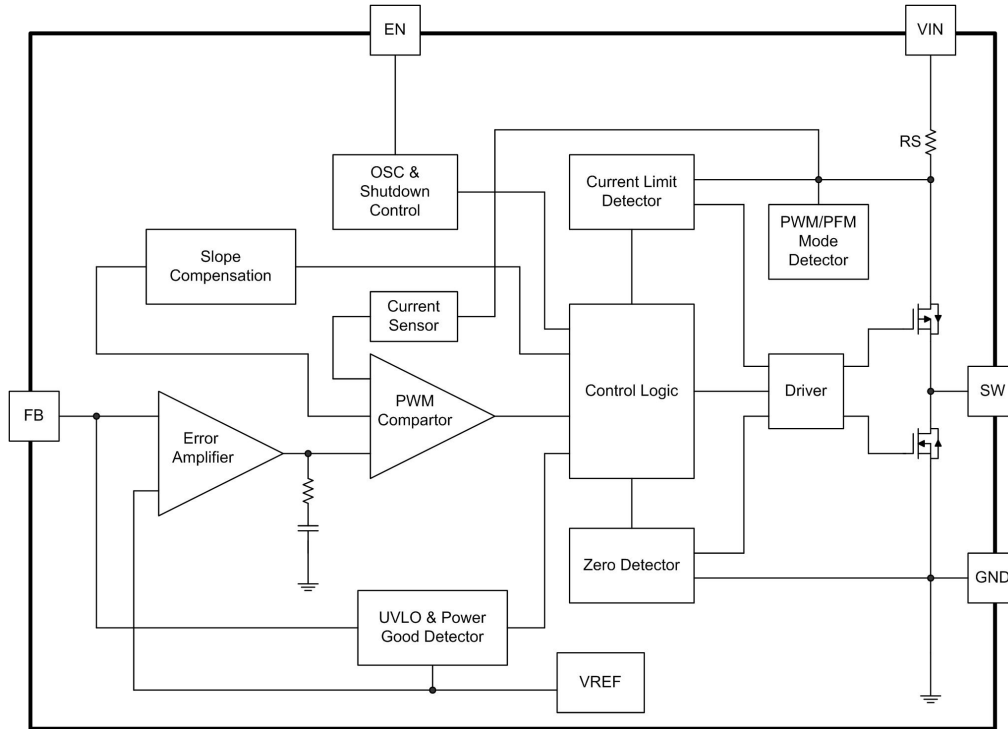 EN
VIN
RS
OSC &
Shutdown
Control
Current Limit
Detector
PWM/PFM
Mode
Detector
Slope
Compensation
Current
Sensor
FB
Error
Amplifier
PWM
Compartor
Control Logic
Driver
SW
Zero Detector
GND
UVLO & Power
Good Detector
VREF